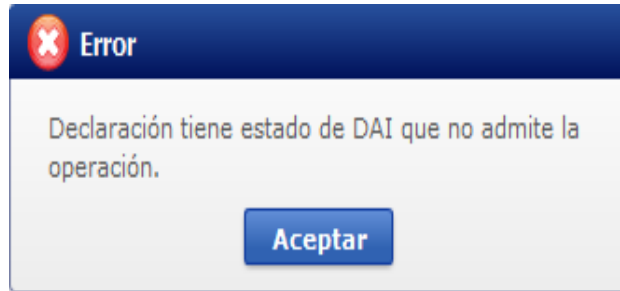 Error
Declaración tiene estado de DAI que no admite la
operación.
Aceptar